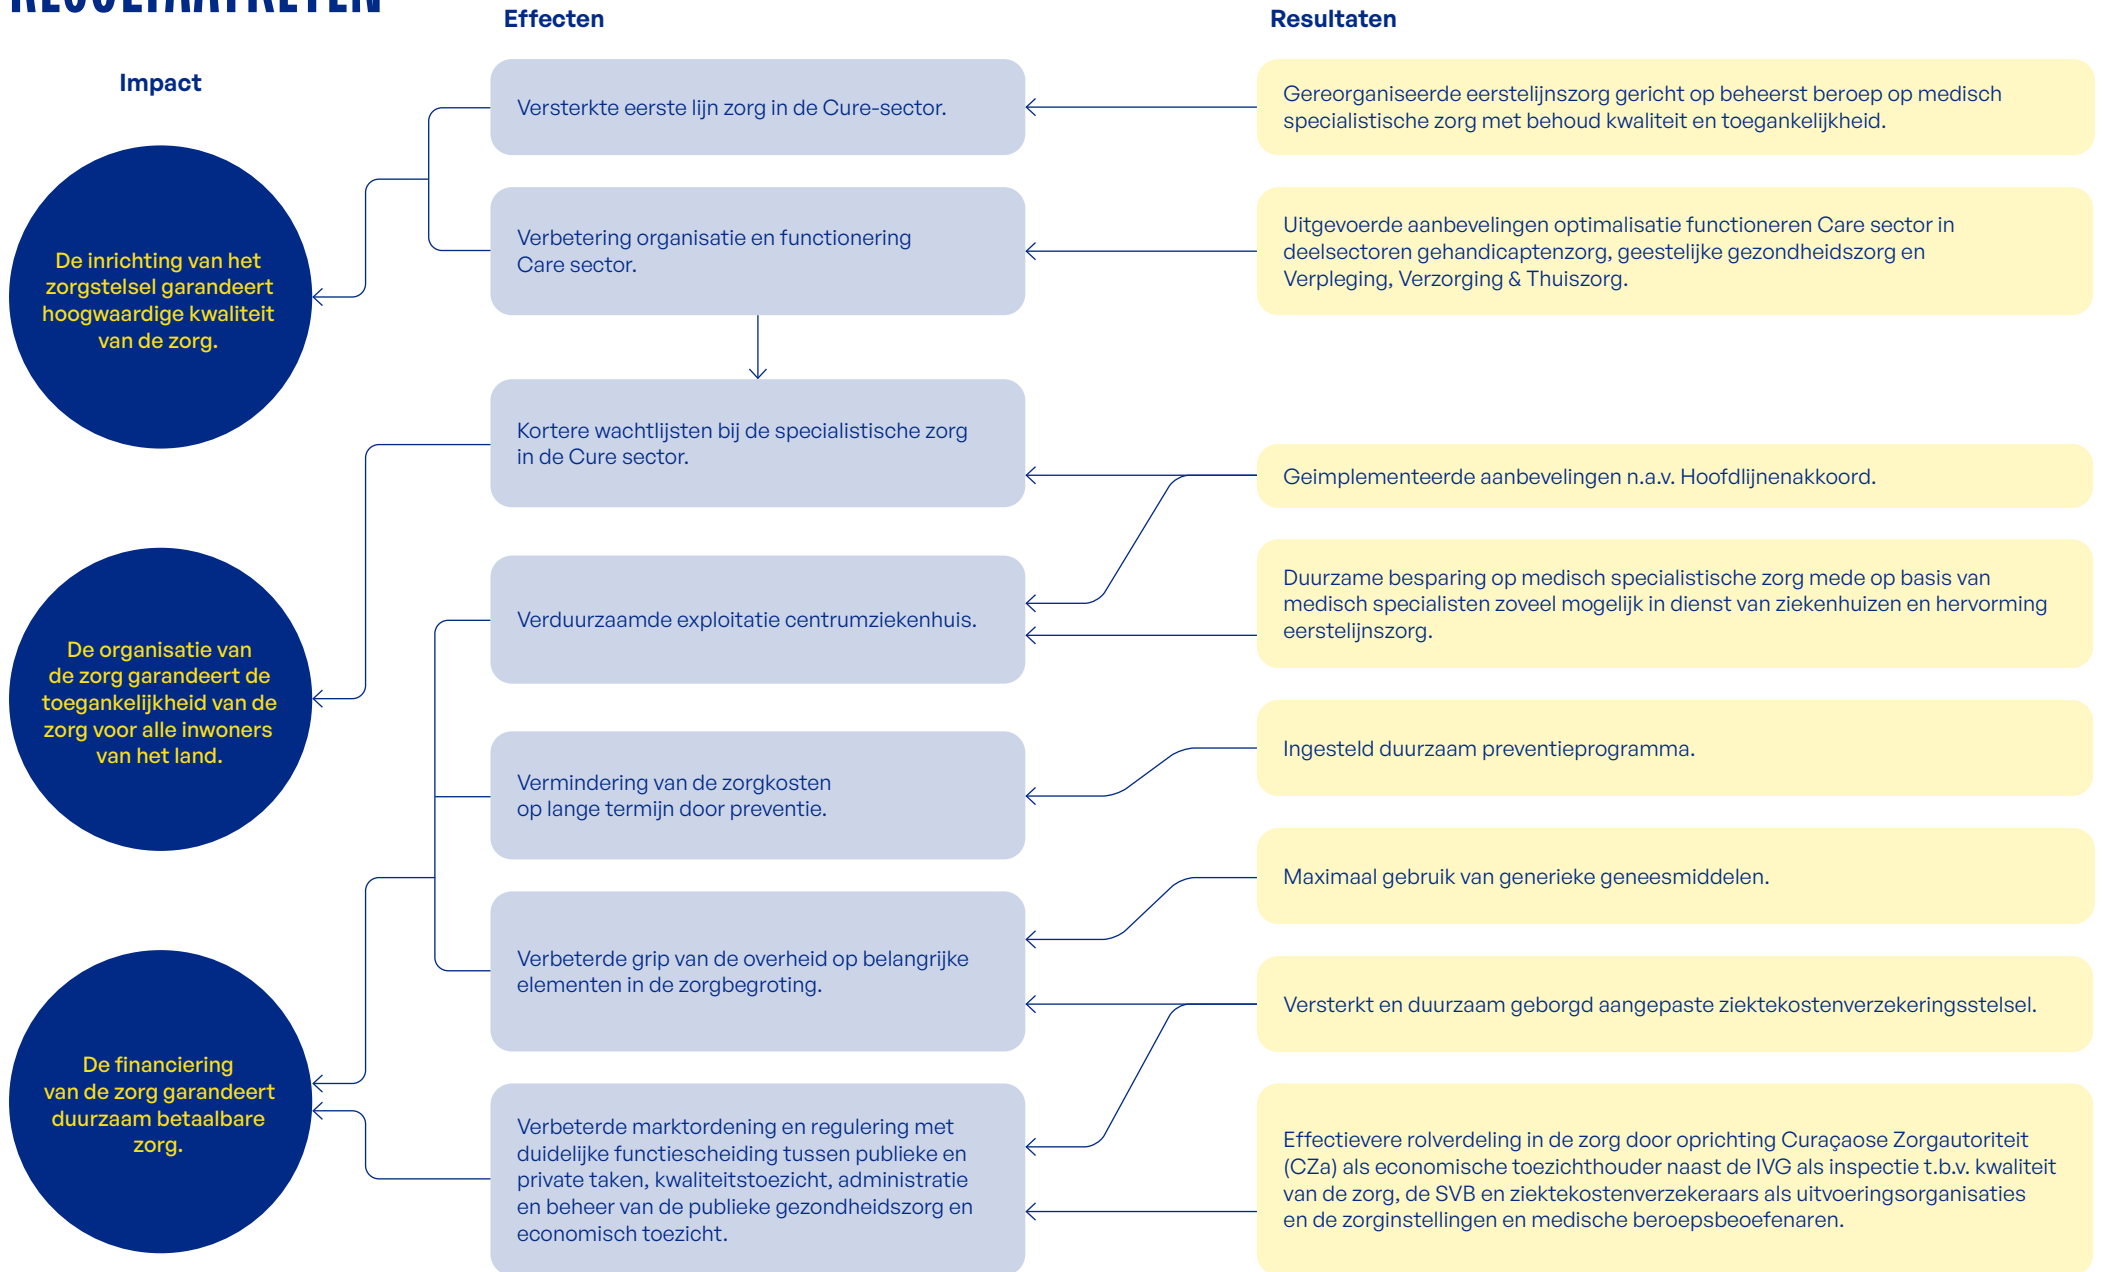 RESULTAATKETEN
Impact
De inrichting van het
zorgstelsel garandeert
hoogwaardige kwaliteit
van de zorg.
De organisatie van
de zorg garandeert de
toegankelijkheid van de
zorg voor alle inwoners
van het land.
De financiering
van de zorg garandeert
duurzaam betaalbare
zorg.
Effecten
Versterkte eerste lijn zorg in de Cure-sector.
Verbetering organisatie en functionering
Care sector.
Kortere wachtlijsten bij de specialistische zorg
in de Cure sector.
Verduurzaamde exploitatie centrumziekenhuis.
Vermindering van de zorgkosten
op lange termijn door preventie.
Verbeterde grip van de overheid op belangrijke
elementen in de zorgbegroting.
Verbeterde marktordening en regulering met
duidelijke functiescheiding tussen publieke en
private taken, kwaliteitstoezicht, administratie
en beheer van de publieke gezondheidszorg en
economisch toezicht.
Resultaten
Gereorganiseerde eerstelijnszorg gericht op beheerst beroep op medisch
specialistische zorg met behoud kwaliteit en toegankelijkheid.
Uitgevoerde aanbevelingen optimalisatie functioneren Care sector in
deelsectoren gehandicaptenzorg, geestelijke gezondheidszorg en
Verpleging, Verzorging & Thuiszorg.
Geimplementeerde aanbevelingen n.a.v. Hoofdlijnenakkoord.
Duurzame besparing op medisch specialistische zorg mede op basis van
medisch specialisten zoveel mogelijk in dienst van ziekenhuizen en hervorming
eerstelijnszorg.
Ingesteld duurzaam preventieprogramma.
Maximaal gebruik van generieke geneesmiddelen.
Versterkt en duurzaam geborgd aangepaste ziektekostenverzekeringsstelsel.
Effectievere rolverdeling in de zorg door oprichting Curaçaose Zorgautoriteit
(CZa) als economische toezichthouder naast de IVG als inspectie t.b.v. kwaliteit
van de zorg, de SVB en ziektekostenverzekeraars als uitvoeringsorganisaties
en de zorginstellingen en medische beroepsbeoefenaren.